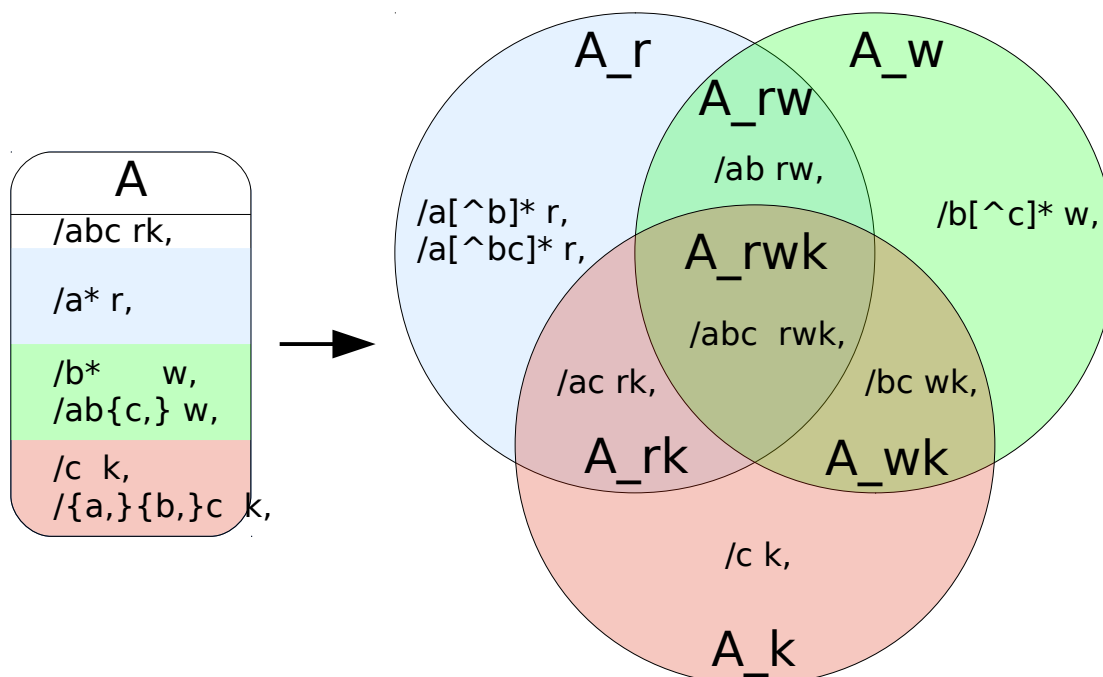 A
/abc rk,
/a* r,
/b*      w,
/ab{c,} w,
/c  k,
/{a,}{b,}c  k,
A_r
A_w
A_rw
/ab rw,
/a[^b]* r,
/a[^bc]* r,
/b[^c]* w,
A_rwk
/abc  rwk,
/ac rk,
/bc wk,
A_rk
A_wk
/c k,
A_k